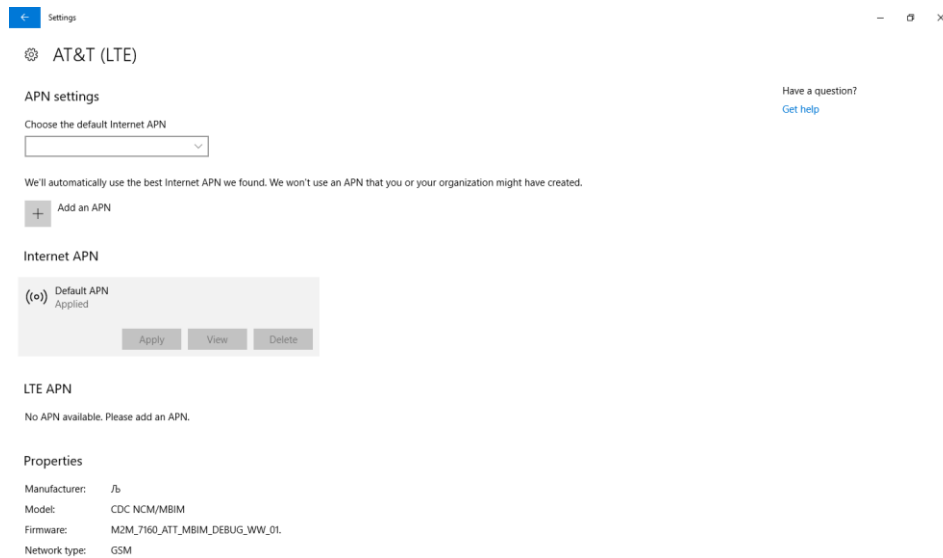 Settings
AT&T (LTE)
APN settings
Have a question?
Get help
Choose the default Internet APN
We'll automatically use the best Internet APN we found. We won't use an APN that you or your organization might have created.
Add an APN
Internet APN
Default APN
Applied
Apply View Delete
LTE APN
No APN available. Please add an APN.
Properties
Manufacturer: Љ
Model: CDC NCM/MBIM
Firmware: M2M_7160_ATT_MBIM_DEBUG_WW_01.
Network type: GSM